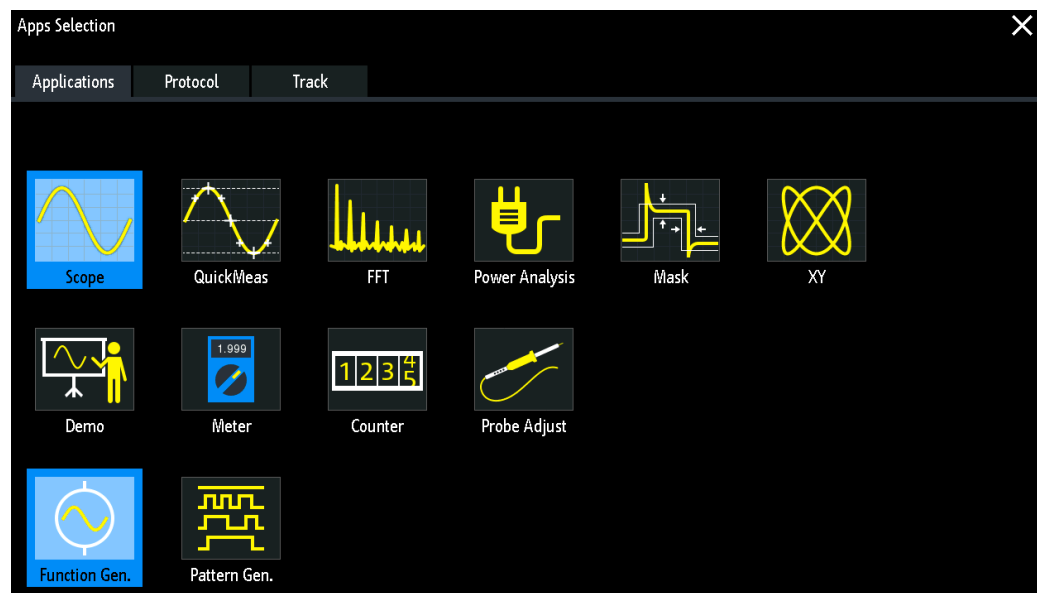 Apps Selection
Applications Protocol Track
Scope QuickMeas FFT Power Analysis Mask XY
1.999
1 2 3 4 5
Demo Meter Counter Probe Adjust
Function Gen. Pattern Gen.